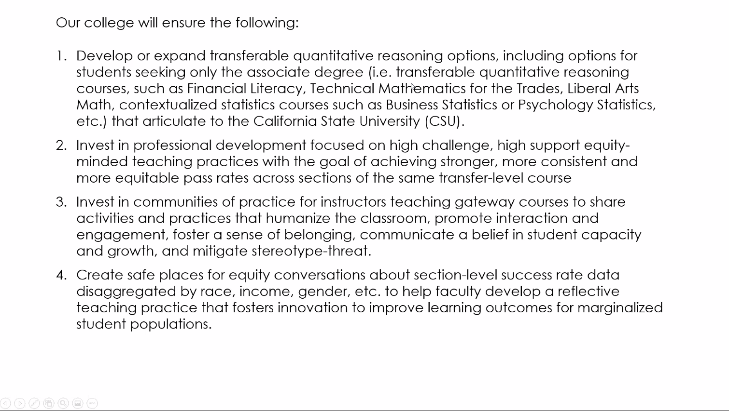 Our college will ensure the following:
1. Develop or expand transferable quantitative reasoning options, including options for
students seeking only the associate degree (i.e. transferable quantitative reasoning
courses, such as Financial Literacy, Technical Mathematics for the Trades, Liberal Arts
Math, contextualized statistics courses such as Business Statistics or Psychology Statistics,
etc.) that articulate to the California State University (CSU).
2. Invest in professional development focused on high challenge, high support equity-
minded teaching practices with the goal of achieving stronger, more consistent and
more equitable pass rates across sections of the same transfer-level course
3. Invest in communities of practice for instructors teaching gateway courses to share
activities and practices that humanize the classroom, promote interaction and
engagement, foster a sense of belonging, communicate a belief in student capacity
and growth, and mitigate stereotype-threat.
4. Create safe places for equity conversations about section-level success rate data
disaggregated by race, income, gender, etc. to help faculty develop a reflective
teaching practice that fosters innovation to improve learning outcomes for marginalized
student populations.